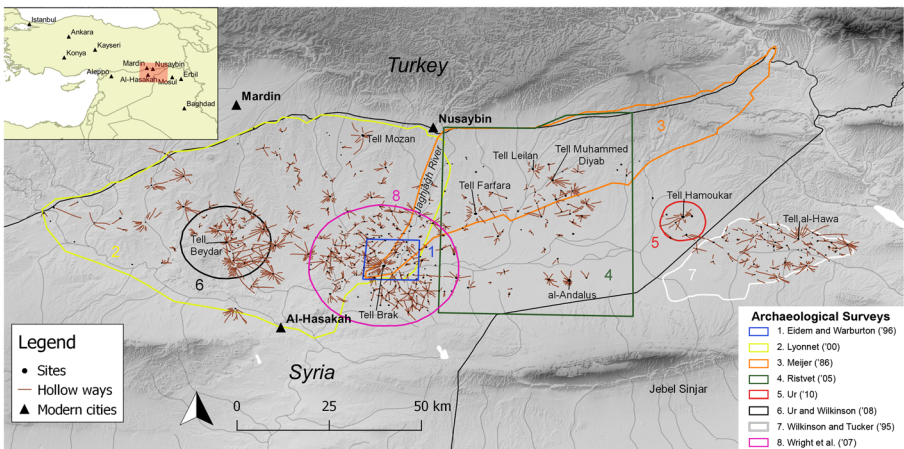 Istanbul
Ankara
Kayseri
Konya
Mardin
Nusaybin
Aleppo
Al-Hasakah
Mosul
Erbil
Baghdad
Turkey
Mardin
Nusaybin
Tell Mozan
Jaghjagh River
Tell Leilan
Tell Muhammed
Diyab
3
Tell Farfara
8
Tell Hamoukar
Tell al-Hawa
2
Tell
Beydar
1
5
6
4
7
al-Andalus
Tell Brak
Al-Hasakah
Syria
Jebel Sinjar
Legend
Sites
Hollow ways
Modern cities
0 25 50 km
Archaeological Surveys
1. Eidem and Warburton ('96)
2. Lyonnet ('00)
3. Meijer ('86)
4. Ristvet ('05)
5. Ur ('10)
6. Ur and Wilkinson ('08)
7. Wilkinson and Tucker ('95)
8. Wright et al. ('07)